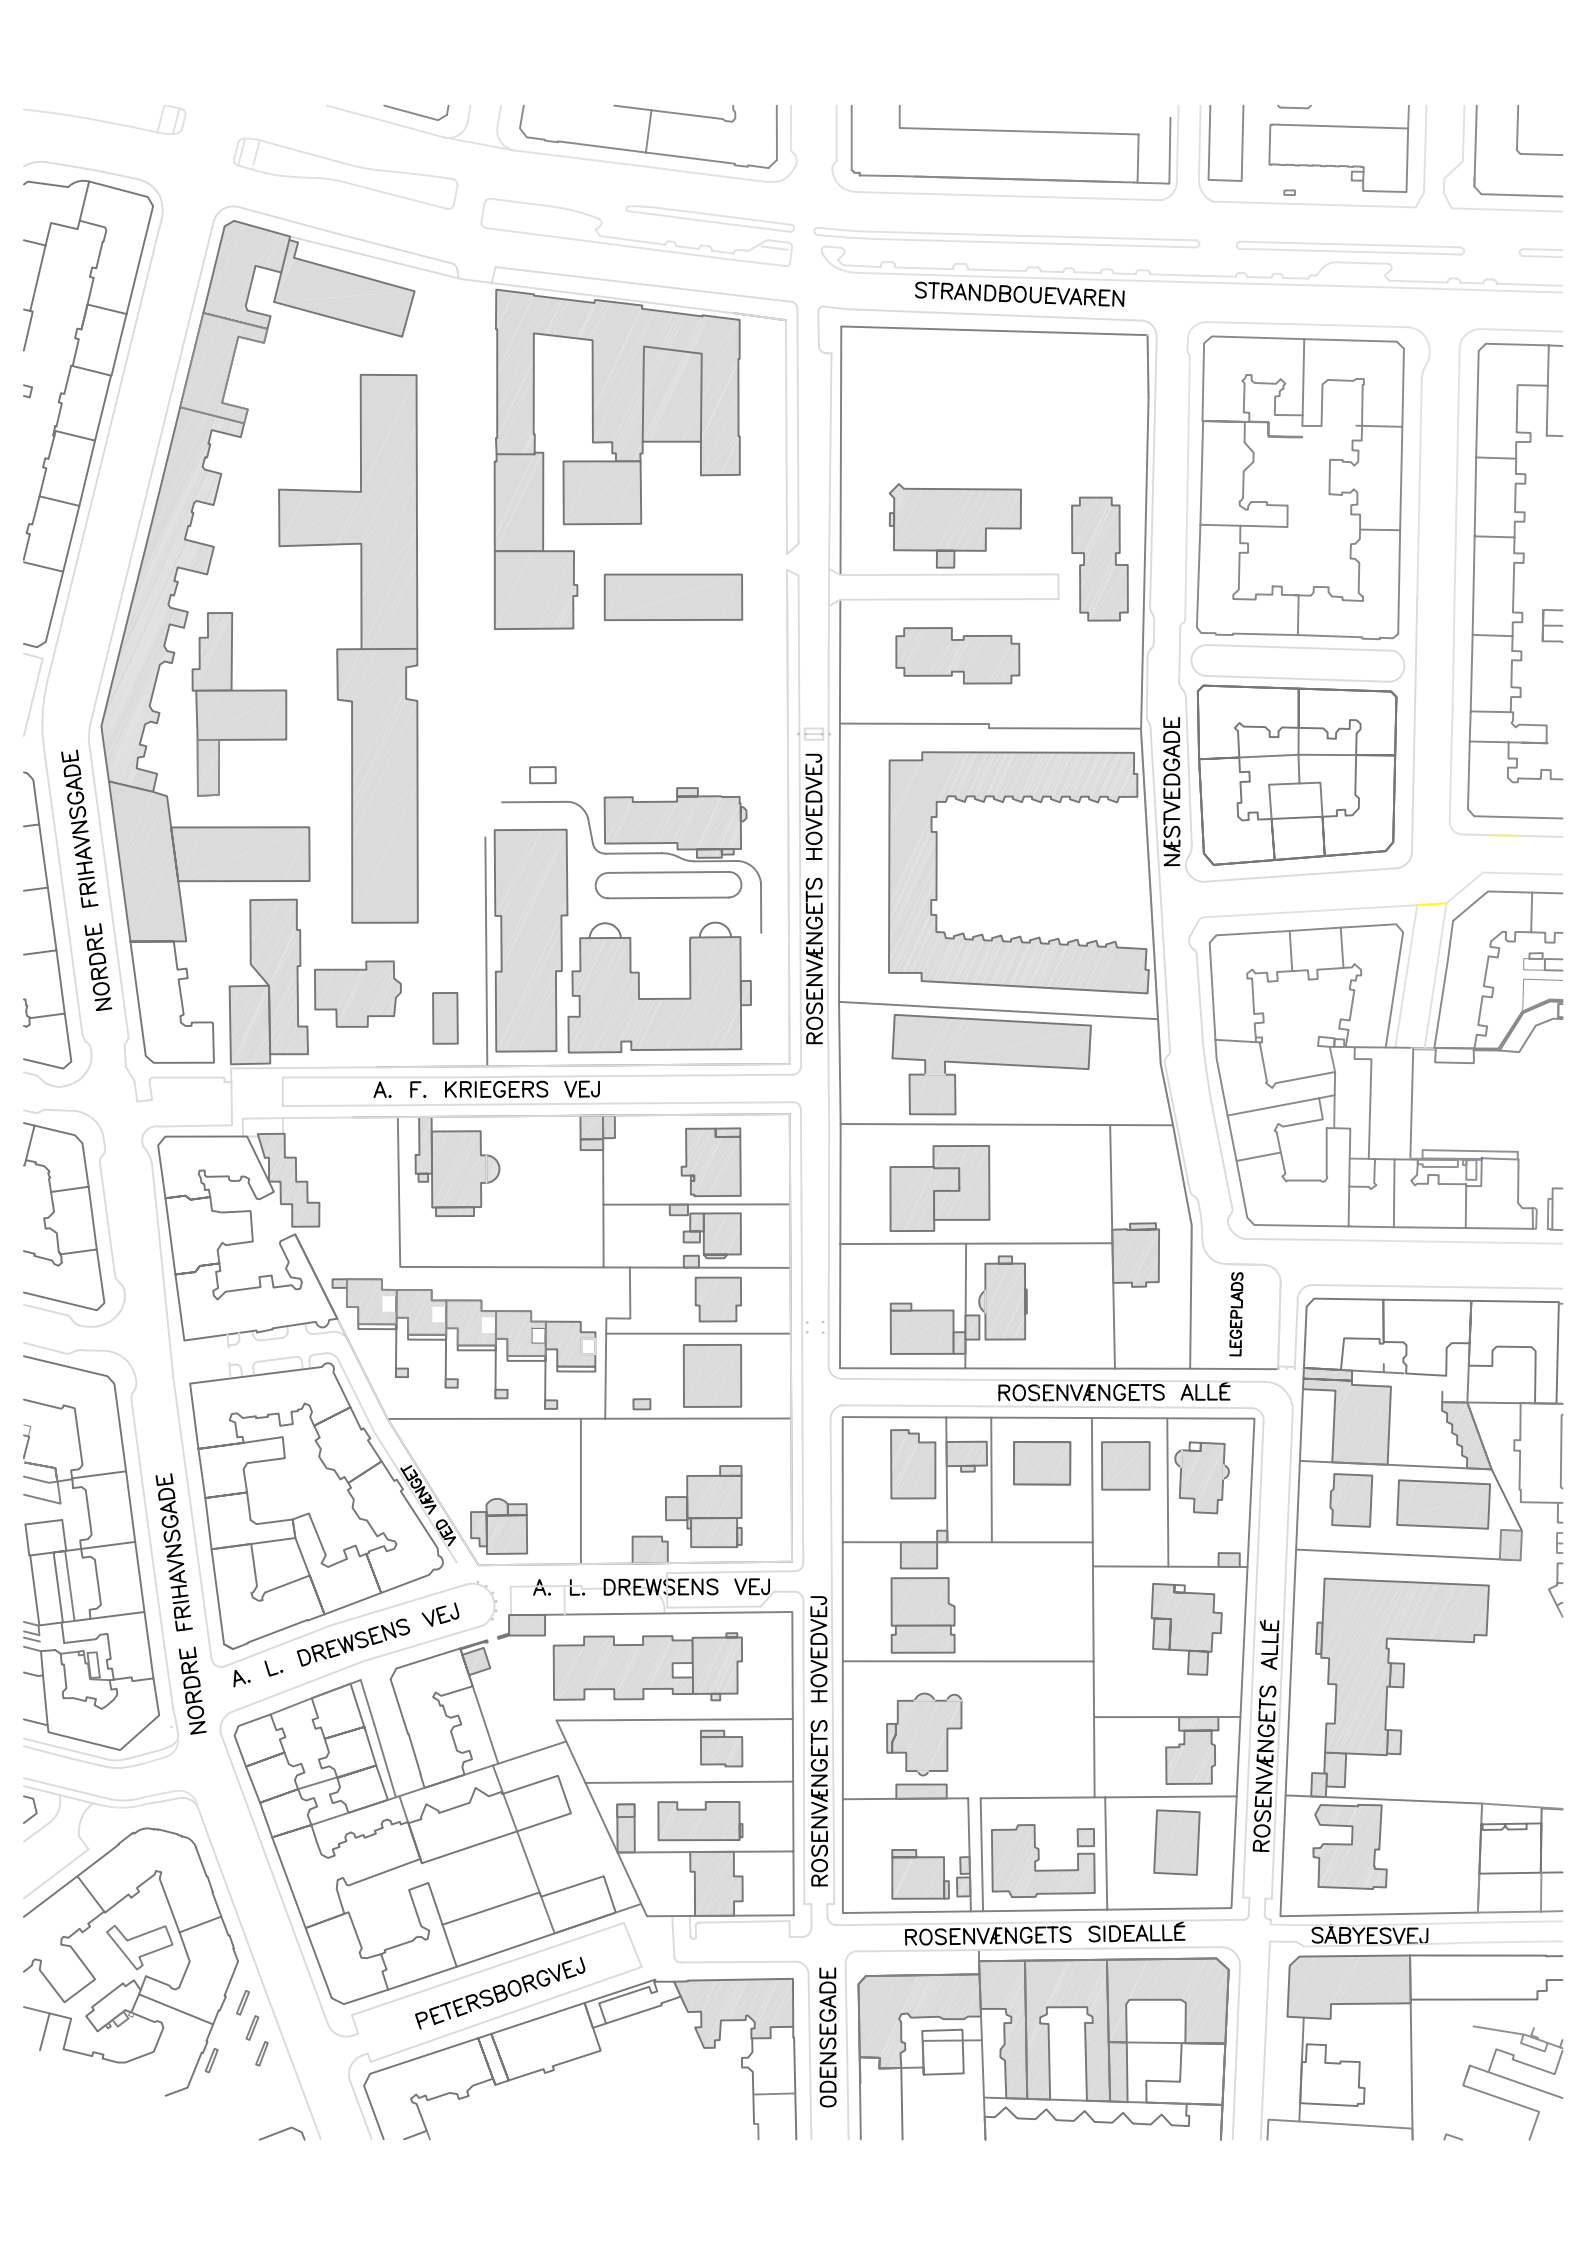 STRANDBOUEVAREN
NORDRE FRIHAVNSGADE
ROSENVÆNGETS HOVEDVEJ
NÆSTVEDGADE
A. F. KRIEGERS VEJ
LEGEPLADS
ROSENVÆNGETS ALLÉ
VED VÆNGET
NORDRE FRIHAVNSGADE
A. L. DREWSENS VEJ
A. L. DREWSENS VEJ
ROSENVÆNGETS HOVEDVEJ
ROSENVÆNGETS ALLÉ
ROSENVÆNGETS SIDEALLÉ
SÅBYESVEJ
PETERSBORGVEJ
ODENSEGADE